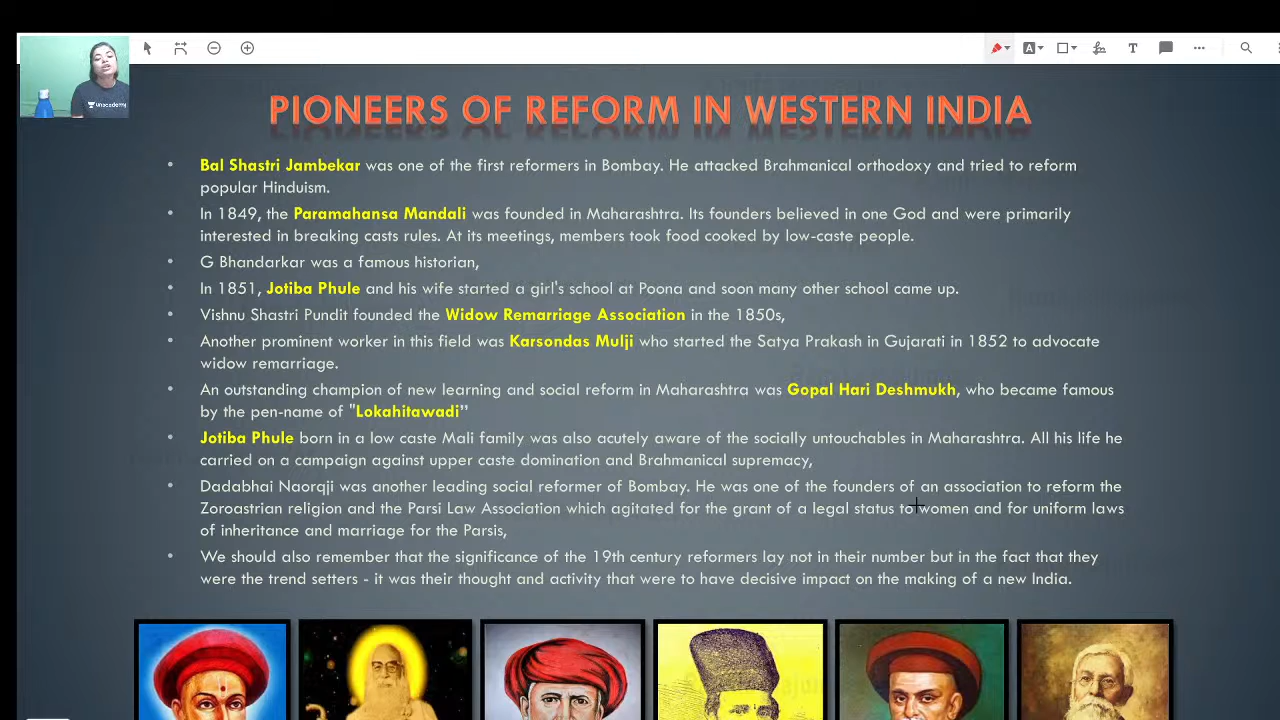 unacademy
PIONEERS OF REFORM IN WESTERN INDIA
• Bal Shastri Jambekar was one of the first reformers in Bombay. He attacked Brahmanical orthodoxy and tried to reform
popular Hinduism.
• In 1849, the Paramahansa Mandali was founded in Maharashtra. Its founders believed in one God and were primarily
interested in breaking casts rules. At its meetings, members took food cooked by low-caste people.
• G Bhandarkar was a famous historian,
• In 1851, Jotiba Phule and his wife started a girl's school at Poona and soon many other school came up.
• Vishnu Shastri Pundit founded the Widow Remarriage Association in the 1850s,
• Another prominent worker in this field was Karsondas Mulji who started the Satya Prakash in Gujarati in 1852 to advocate
widow remarriage.
• An outstanding champion of new learning and social reform in Maharashtra was Gopal Hari Deshmukh, who became famous
by the pen-name of "Lokahitawadi”
• Jotiba Phule born in a low caste Mali family was also acutely aware of the socially untouchables in Maharashtra. All his life he
carried on a campaign against upper caste domination and Brahmanical supremacy,
• Dadabhai Naorqji was another leading social reformer of Bombay. He was one of the founders of an association to reform the
Zoroastrian religion and the Parsi Law Association which agitated for the grant of a legal status to women and for uniform laws
of inheritance and marriage for the Parsis,
• We should also remember that the significance of the 19th century reformers lay not in their number but in the fact that they
were the trend setters - it was their thought and activity that were to have decisive impact on the making of a new India.